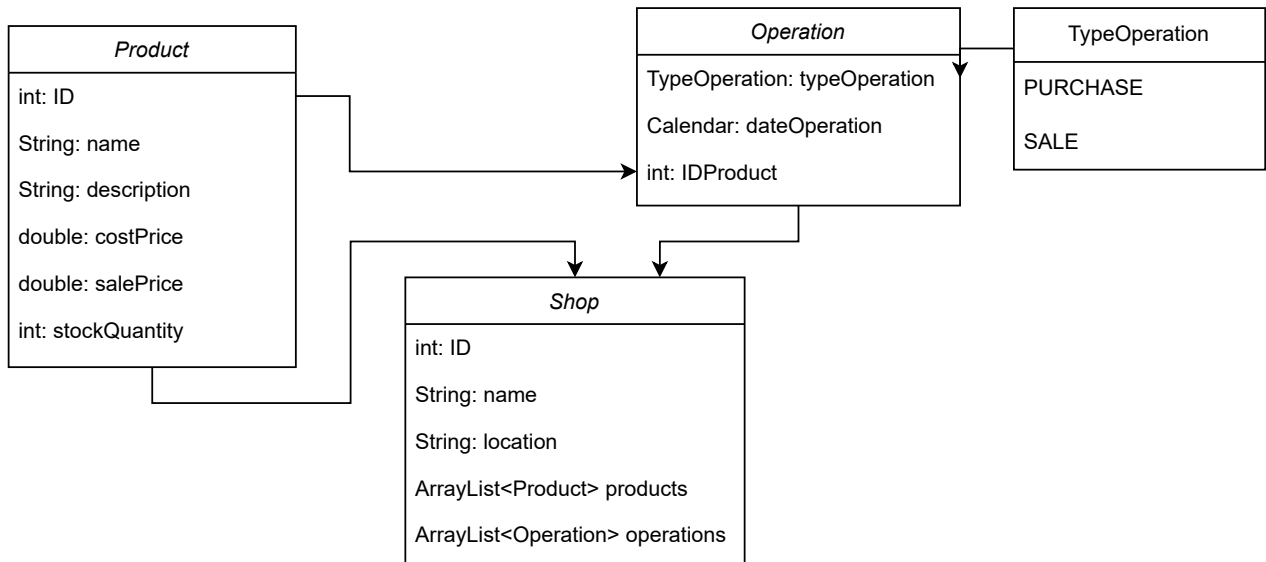 Product
int: ID
String: name
String: description
double: costPrice
double: salePrice
int: stockQuantity
Operation
TypeOperation: typeOperation
Calendar: dateOperation
int: IDProduct
TypeOperation
PURCHASE
SALE
Shop
int: ID
String: name
String: location
ArrayList<Product> products
ArrayList<Operation> operations